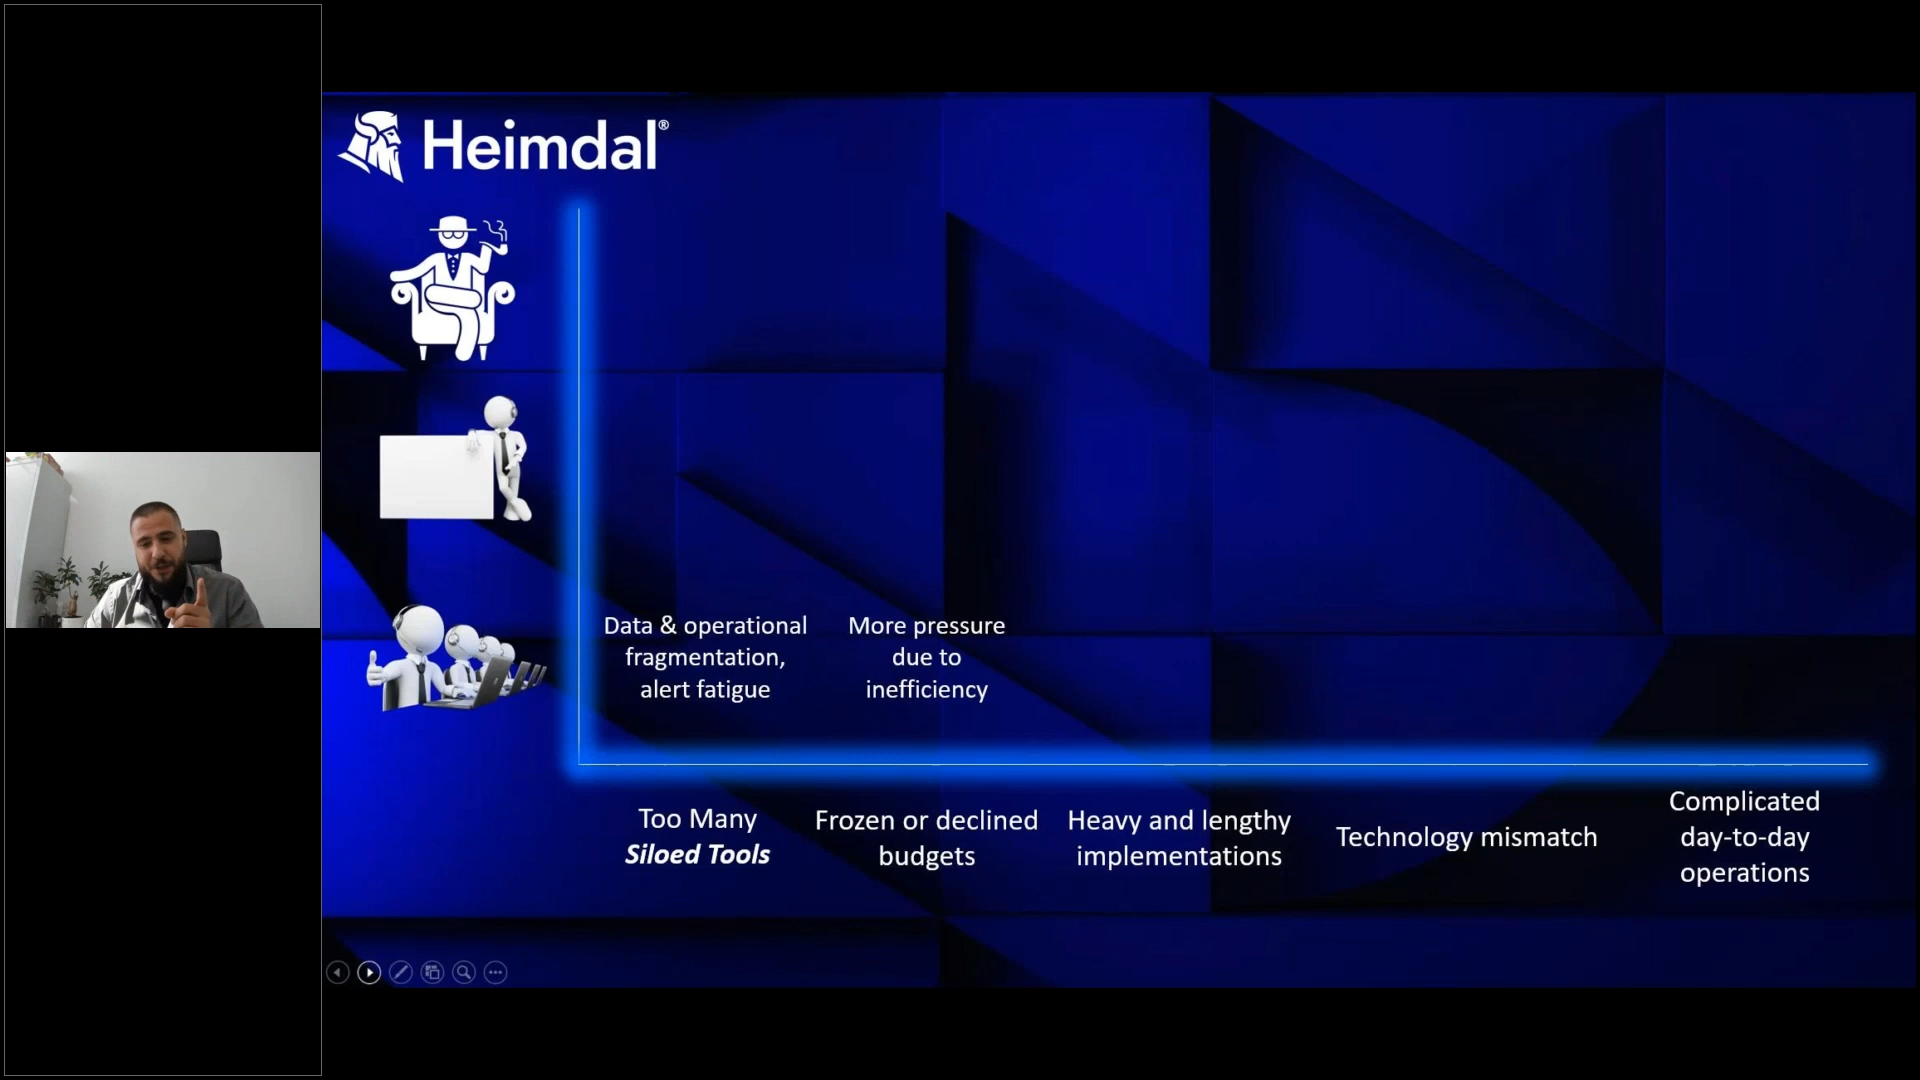 Heimdal®
Data & operational
fragmentation,
alert fatigue
More pressure
due to
inefficiency
Too Many
Siloed Tools
Frozen or declined
budgets
Heavy and lengthy
implementations
Technology mismatch
Complicated
day-to-day
operations